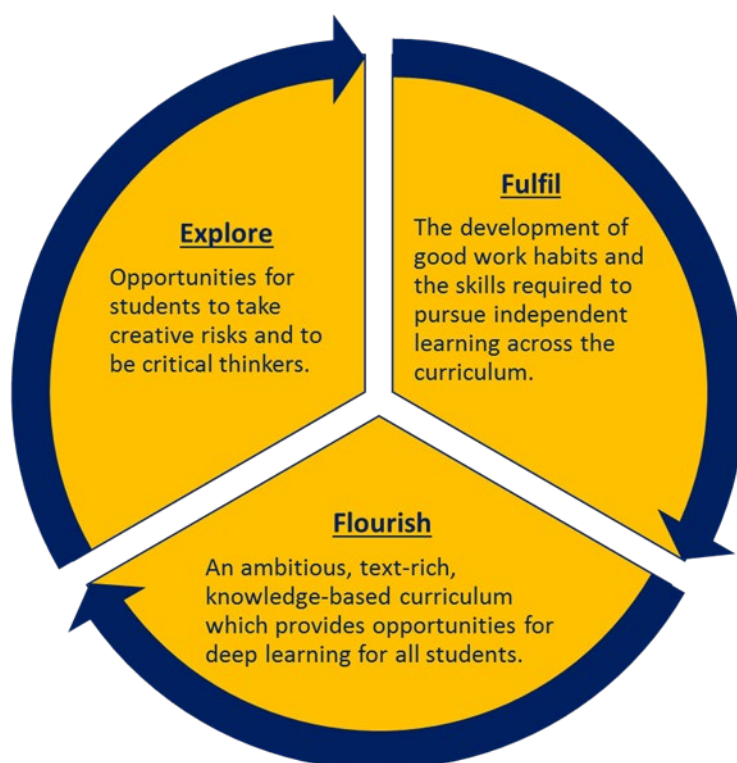 Explore
Opportunities for
students to take
creative risks and to
be critical thinkers.
Fulfil
The development of
good work habits and
the skills required to
pursue independent
learning across the
curriculum.
Flourish
An ambitious, text-rich,
knowledge-based curriculum
which provides opportunities for
deep learning for all students.